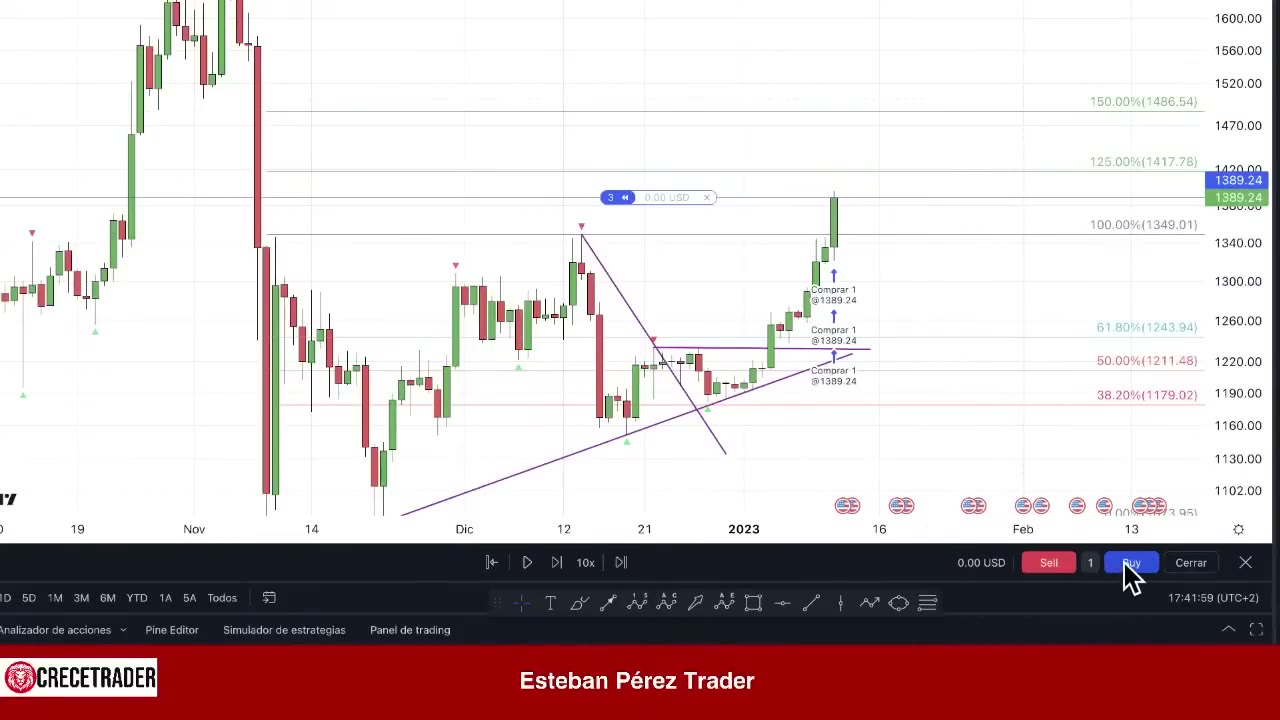 1600.00
1560.00
1520.00
150.00%(1486.54)
1470.00
125.00%(1417.78)
1420.00
1389.24
3 0.00 USD ×
1389.24
1380.00
100.00%(1349.01)
1340.00
Comprar 1
@1389.24
1300.00
61.80%(1243.94)
1260.00
Comprar 1
@1389.24
50.00%(1211.48)
1220.00
Comprar 1
@1389.24
38.20%(1179.02)
1190.00
1160.00
1130.00
1102.00
19 Nov 14 Dic 12 21 2023 16 Feb 13
10x 0.00 USD Sell 1 Buy Cerrar
1D 5D 1M 3M 6M YTD 1A 5A Todos
17:41:59 (UTC+2)
Analizador de acciones Pine Editor Simulador de estrategias Panel de trading
CRECETRADER
Esteban Pérez Trader